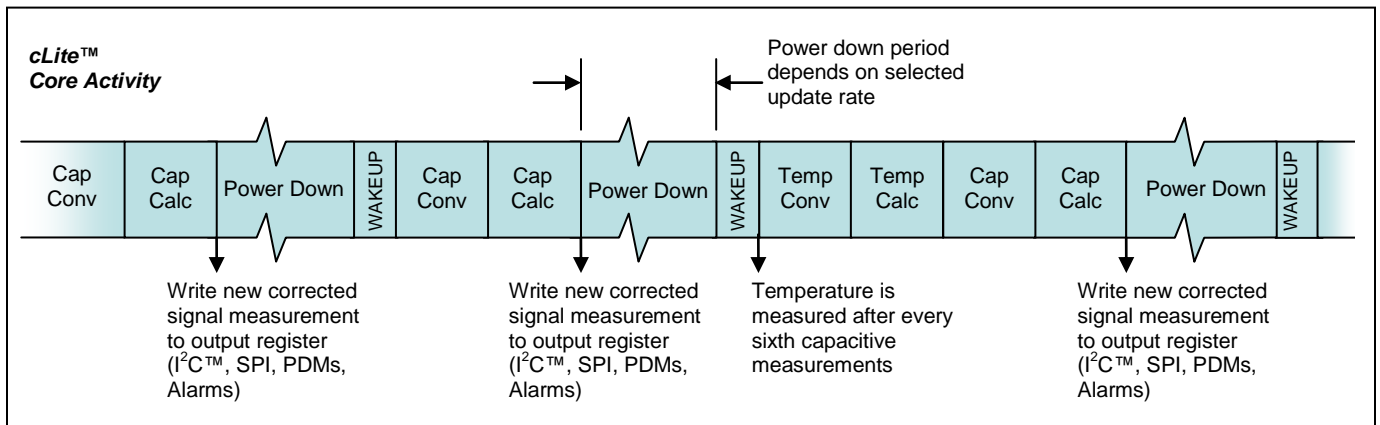 cLite™
Core Activity
Power down period
depends on selected
update rate
Cap
Conv
Cap
Calc
Power Down
WAKEUP
Cap
Conv
Cap
Calc
Power Down
WAKEUP
Temp
Conv
Temp
Calc
Cap
Conv
Cap
Calc
Power Down
WAKEUP
Write new corrected
signal measurement
to output register
(I²C™, SPI, PDMs,
Alarms)
Write new corrected
signal measurement
to output register
(I²C™, SPI, PDMs,
Alarms)
Temperature is
measured after every
sixth capacitive
measurements
Write new corrected
signal measurement
to output register
(I²C™, SPI, PDMs,
Alarms)